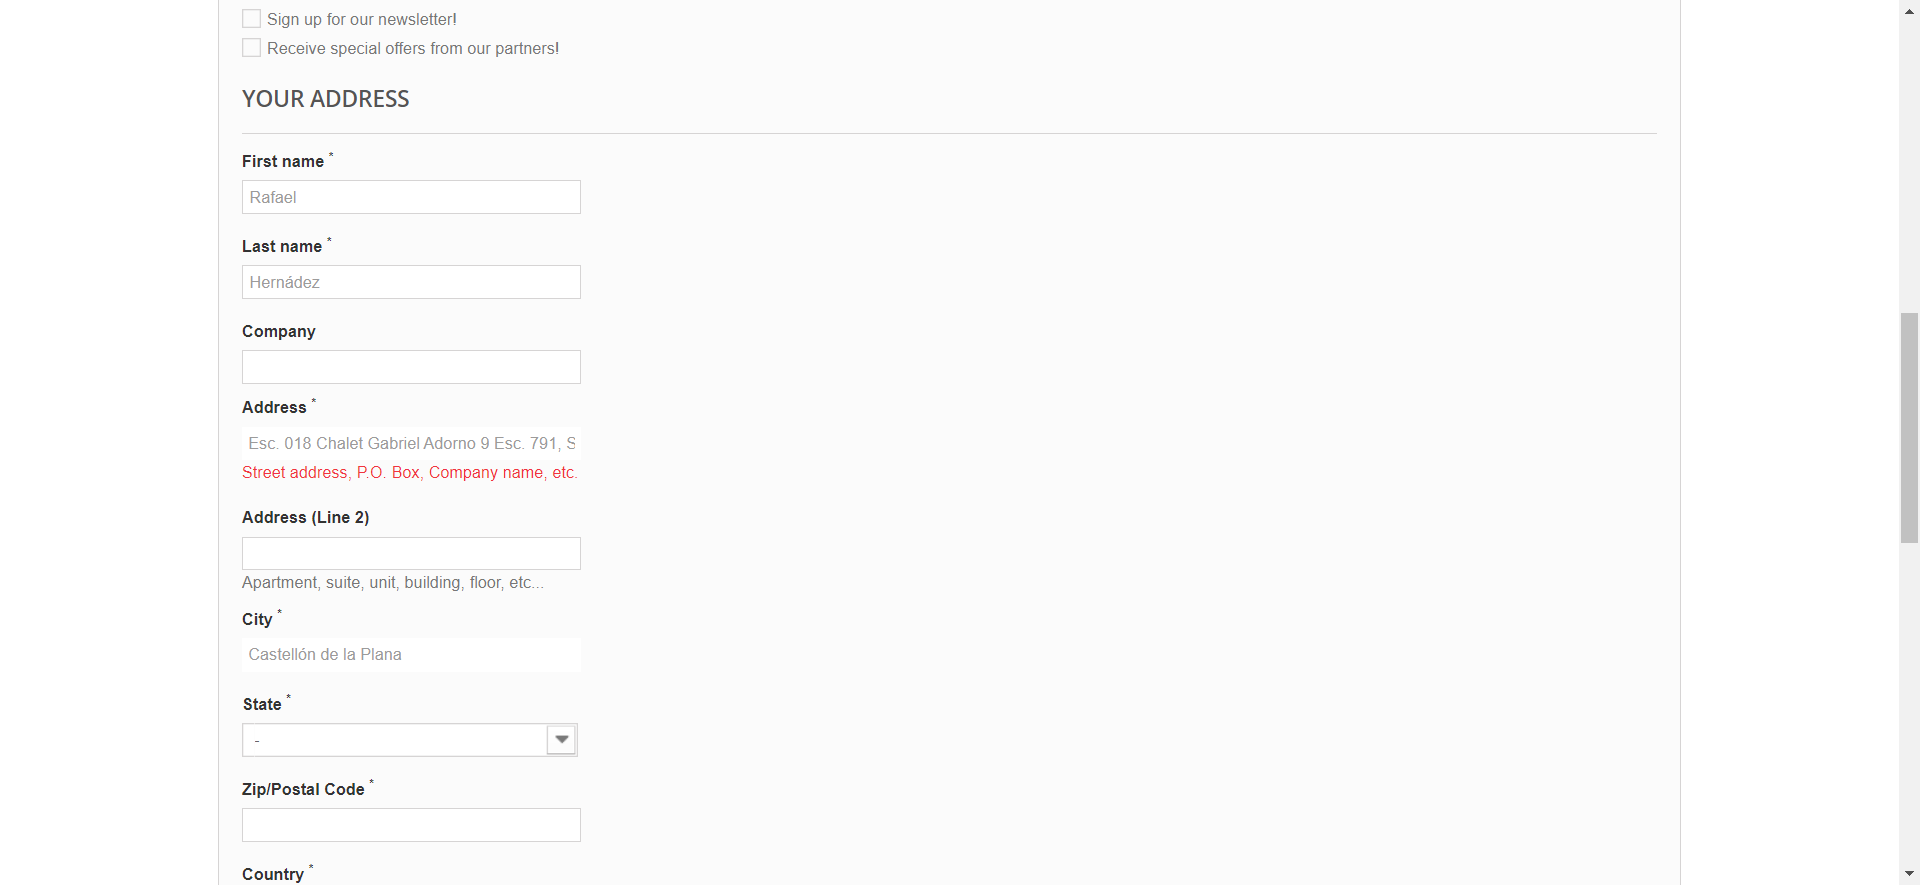 Sign up for our newsletter!
Receive special offers from our partners!
YOUR ADDRESS
First name *
Rafael
Last name *
Hernádez
Company
Address *
Esc. 018 Chalet Gabriel Adorno 9 Esc. 791, S
Street address, P.O. Box, Company name, etc.
Address (Line 2)
Apartment, suite, unit, building, floor, etc...
City *
Castellón de la Plana
State *
-
Zip/Postal Code *
Country *